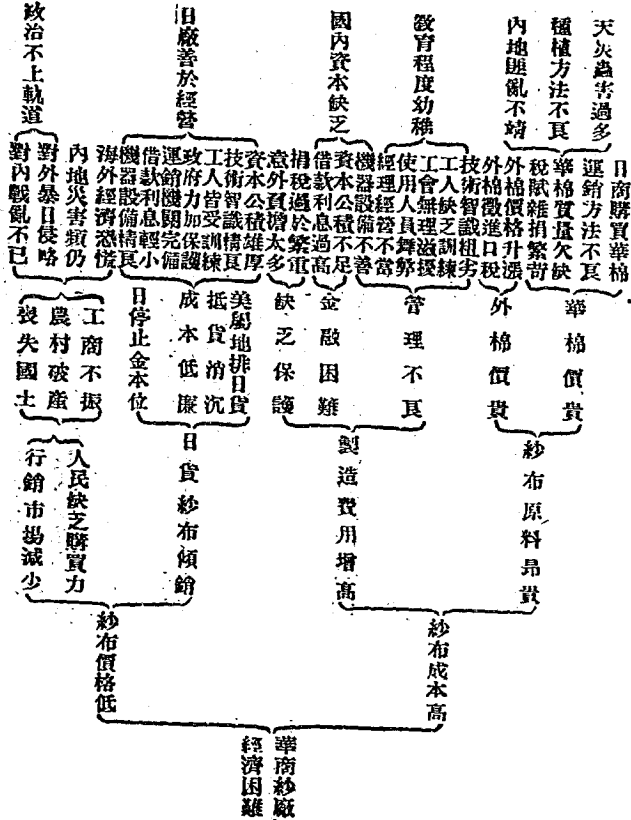 天灾蟲害過多
種植方法不良
內地匪亂不靖
教育程度幼稚
國內資本缺乏
日廠善於經營
政治不上軌道
日商購買華棉
運銷方法不良
華棉質量欠缺
稅賦雜捐繁苛
外棉價格升漲
外棉徵進口稅
技術智識粗劣
工人缺乏訓練
工會無理滋擾
使用人員舞弊
經理經營不當
機器設備不善
資本公積不足
借款利息過高
捐稅過於繁重
意外負擔太多
資本公積雄厚
技術智識精良
工人皆受訓練
政府力加保護
運銷機關完備
借款利息輕小
機器設備精良
海外經濟恐慌
內地災害頻仍
對外暴日侵略
對內戰亂不已
華棉價貴
外棉價貴
管理不良
金融困難
缺乏保護
美屬地排日貨
抵貨消沉
成本低廉
日停止金本位
工商不振
農村破產
喪失國土
紗布原料昂貴
製造費用增高
日貨紗布傾銷
人民缺乏購買力
行銷市場減少
紗布成本高
紗布價格低
華商紗廠
經濟困難